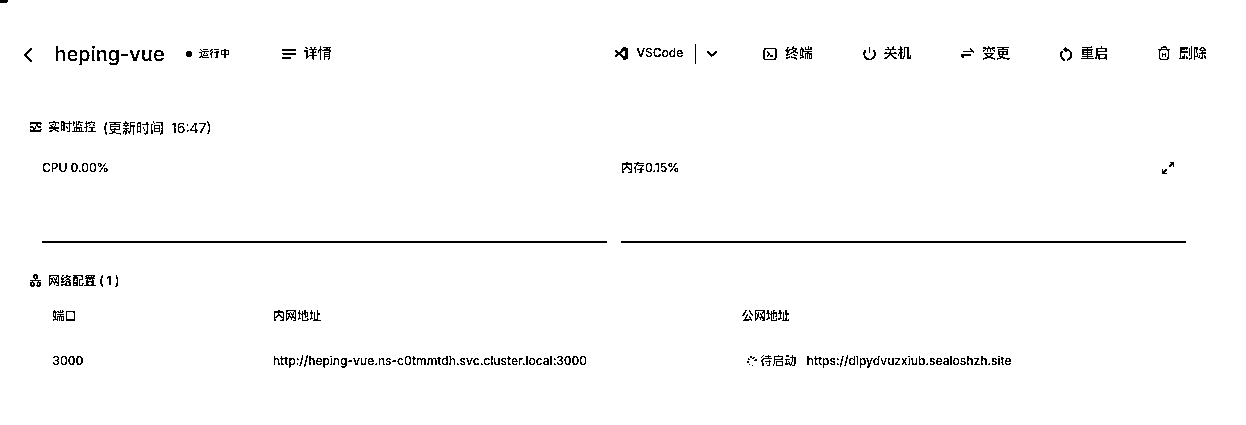 heping-vue 运行中 详情 VSCode 终端 关机 变更 重启 删除
实时监控 (更新时间 16:47)
CPU 0.00% 内存0.15%
网络配置 (1)
端口 内网地址 公网地址
3000 http://heping-vue.ns-c0tmmtdh.svc.cluster.local:3000 待启动 https://dlpydvuzxiub.sealoshzh.site